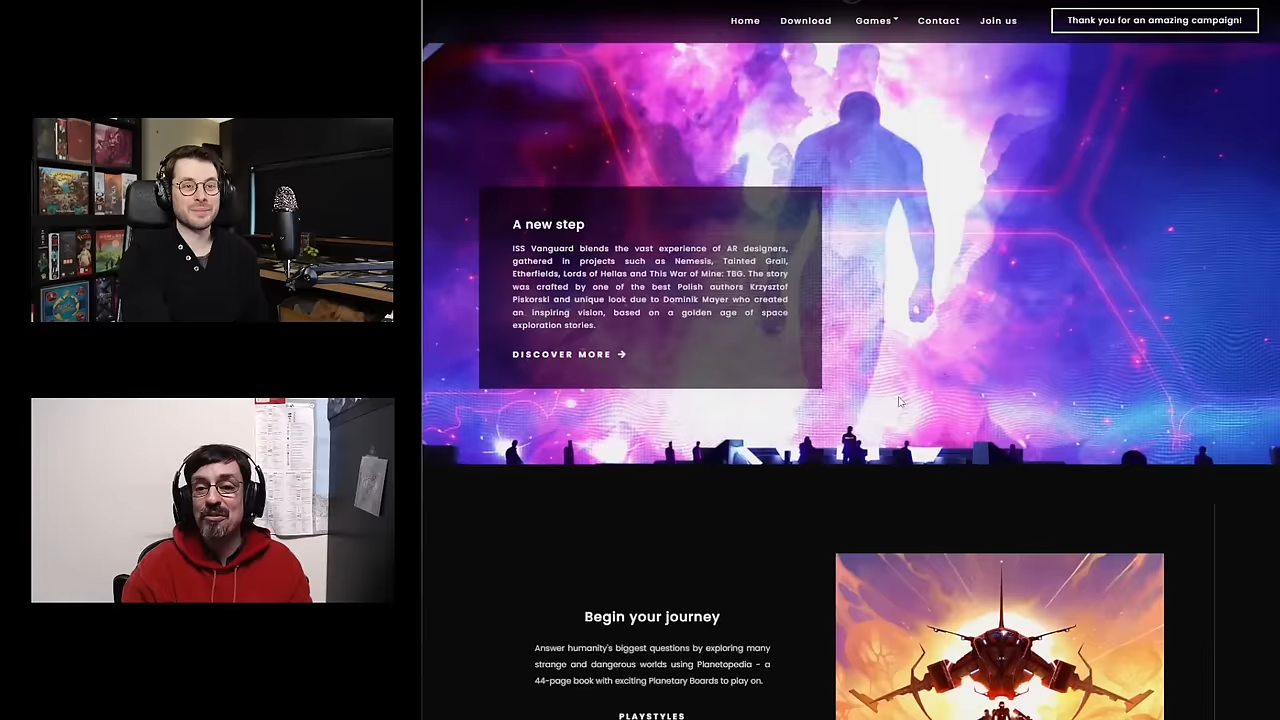 Home Download Games Contact Join us Thank you for an amazing campaign!
A new step
ISS Vanguard blends the vast experience of AR designers,
gathered in projects such as Nemesis, Tainted Grail,
Etherfields, Lords of Hellas and This War of Mine: TBG. The story
was crafted by one of the best Polish authors Krzysztof
Piskorski and unique look due to Dominik Mayer who created
an inspiring vision, based on a golden age of space
exploration stories.
DISCOVER MORE →
Begin your journey
Answer humanity's biggest questions by exploring many
strange and dangerous worlds using Planetopedia - a
44-page book with exciting Planetary Boards to play on.
PLAYSTYLES